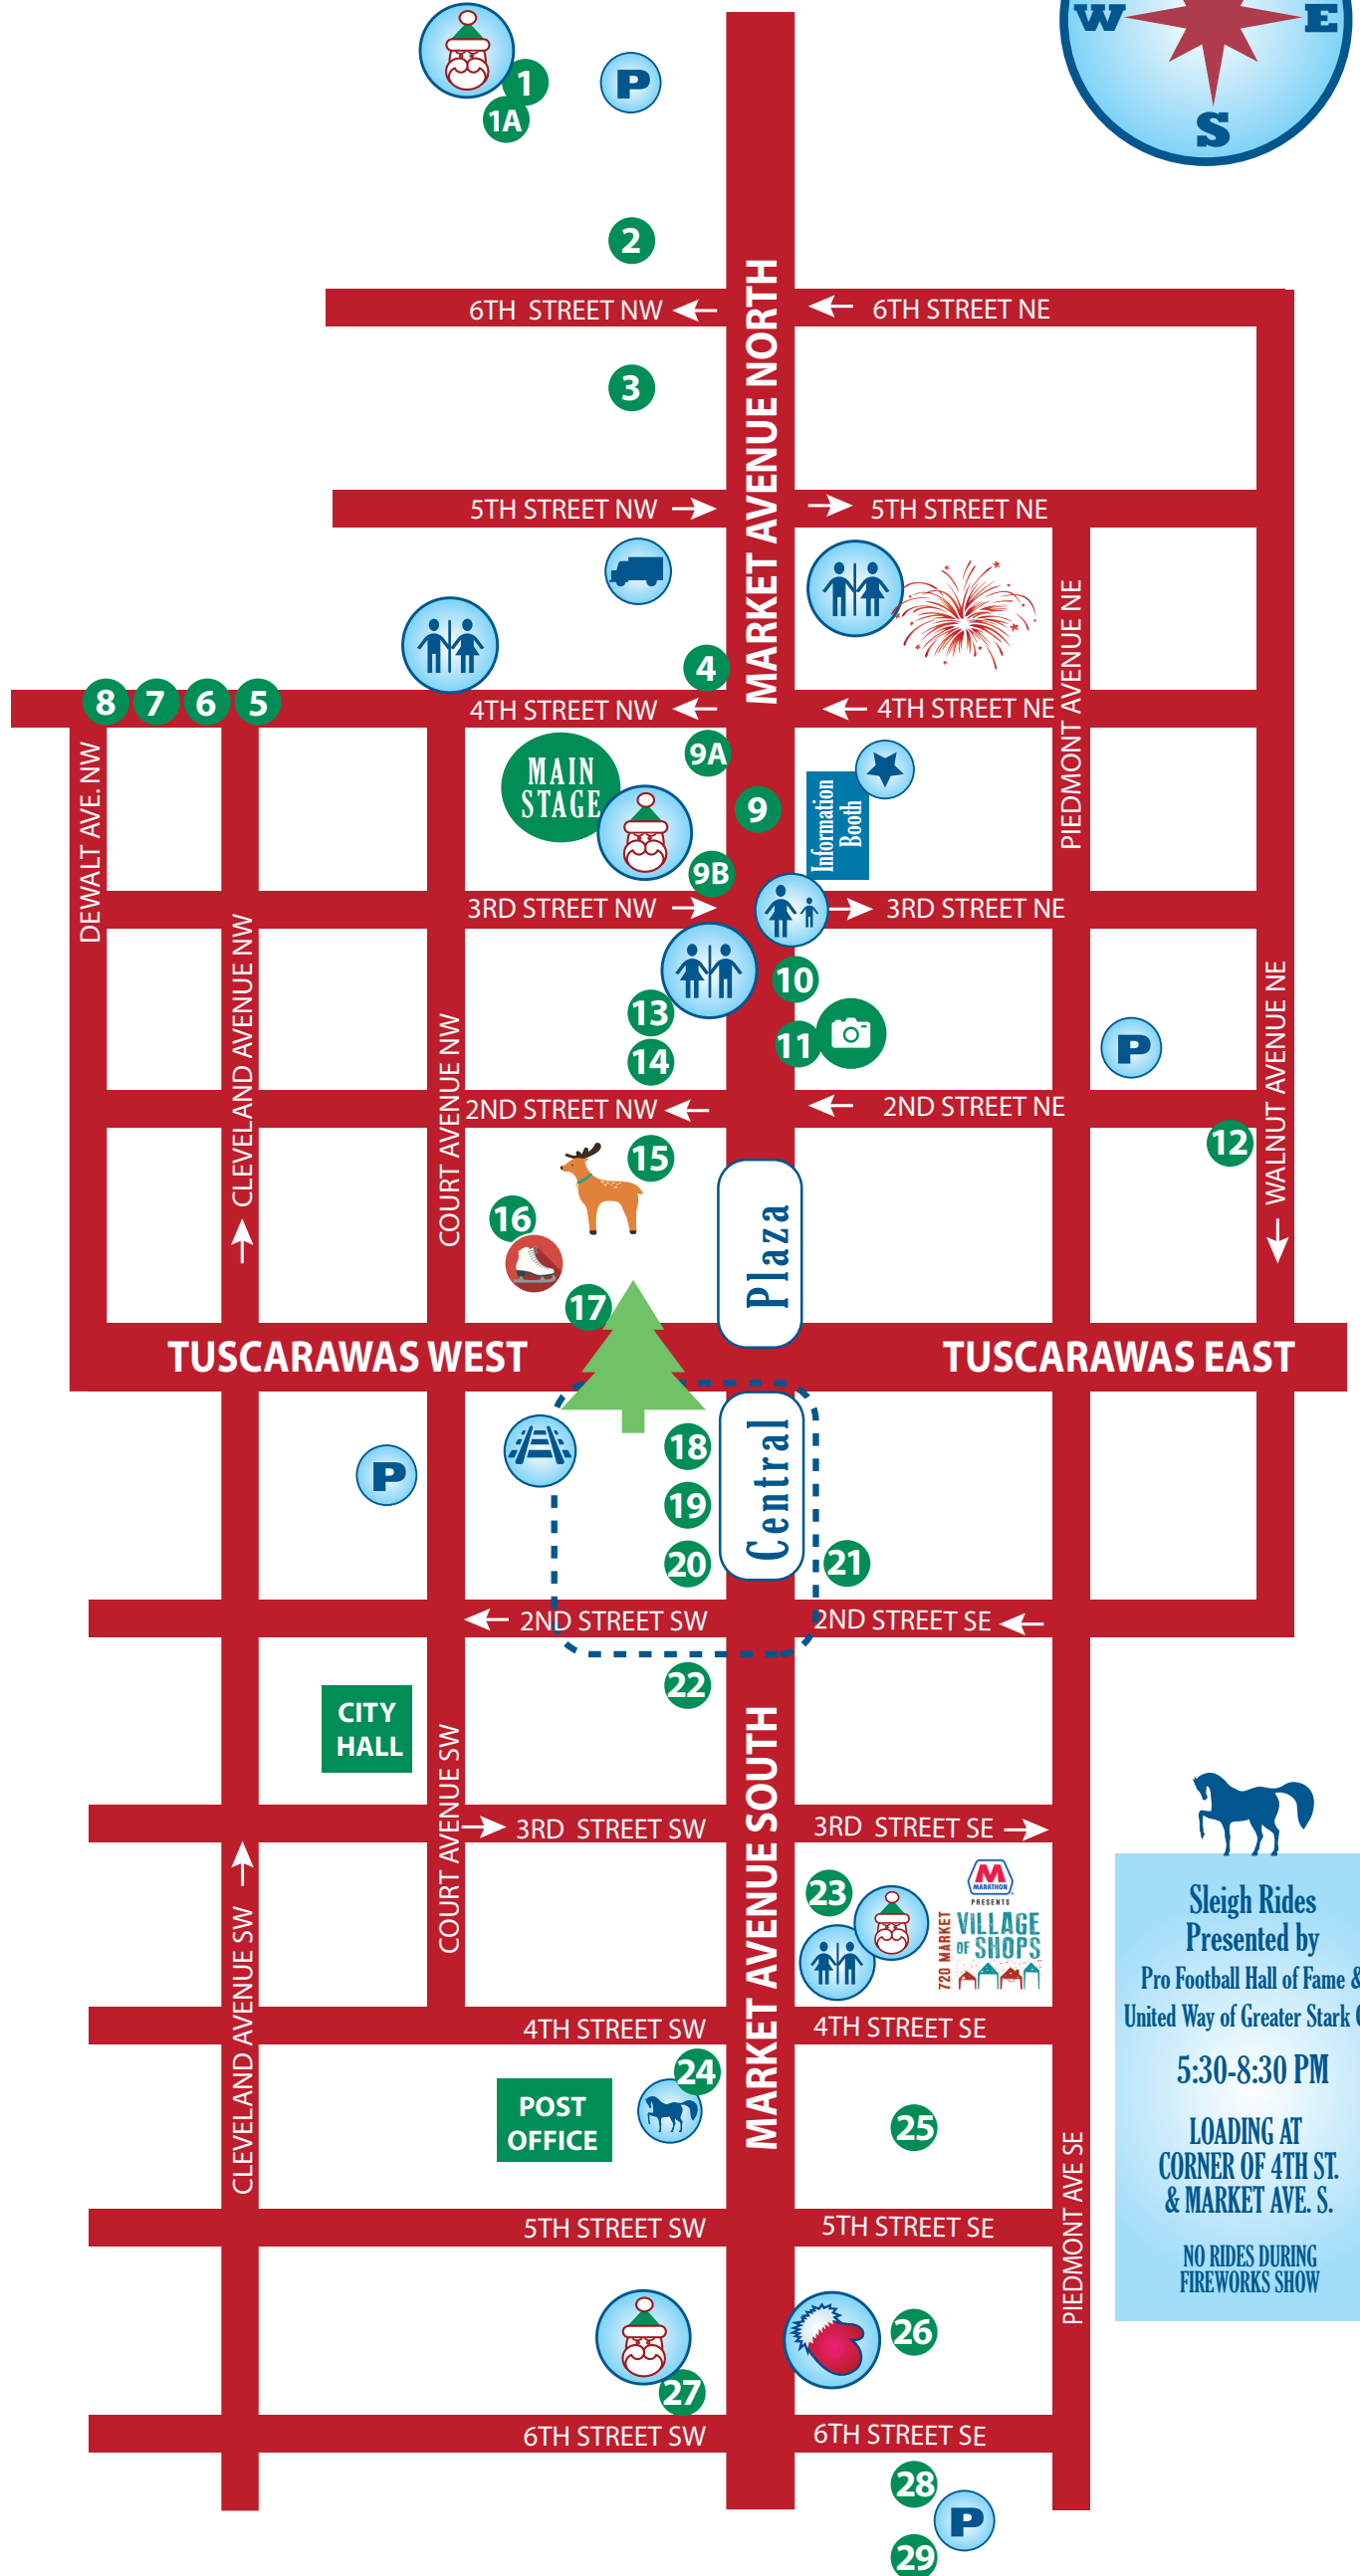 W
E
S
1
P
1A
2
MARKET AVENUE NORTH
6TH STREET NW
6TH STREET NE
3
5TH STREET NW
5TH STREET NE
PIEDMONT AVENUE NE
4
8
7
6
5
4TH STREET NW
4TH STREET NE
DEWALT AVE. NW
MAIN
STAGE
9A
9
Information
Booth
9B
3RD STREET NW
3RD STREET NE
CLEVELAND AVENUE NW
COURT AVENUE NW
WALNUT AVENUE NE
10
13
11
14
P
2ND STREET NW
2ND STREET NE
12
15
16
Plaza
17
TUSCARAWAS WEST
TUSCARAWAS EAST
P
18
Central
19
20
21
2ND STREET SW
2ND STREET SE
22
CITY
HALL
COURT AVENUE SW
MARKET AVENUE SOUTH
3RD STREET SW
3RD STREET SE
23
M
MARATHON
PRESENTS
720 MARKET
VILLAGE
OF SHOPS
CLEVELAND AVENUE SW
4TH STREET SW
4TH STREET SE
24
POST
OFFICE
25
PIEDMONT AVE SE
5TH STREET SW
5TH STREET SE
26
27
6TH STREET SW
6TH STREET SE
28
P
29
Sleigh Rides
Presented by
Pro Football Hall of Fame &
United Way of Greater Stark
5:30-8:30 PM
LOADING AT
CORNER OF 4TH ST.
& MARKET AVE. S.
NO RIDES DURING
FIREWORKS SHOW